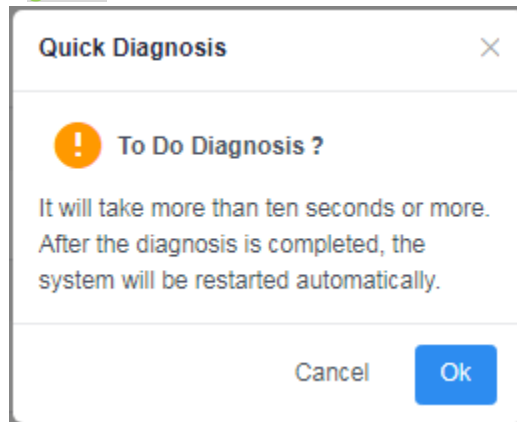 Quick Diagnosis
To Do Diagnosis ?
It will take more than ten seconds or more.
After the diagnosis is completed, the
system will be restarted automatically.
Cancel
Ok